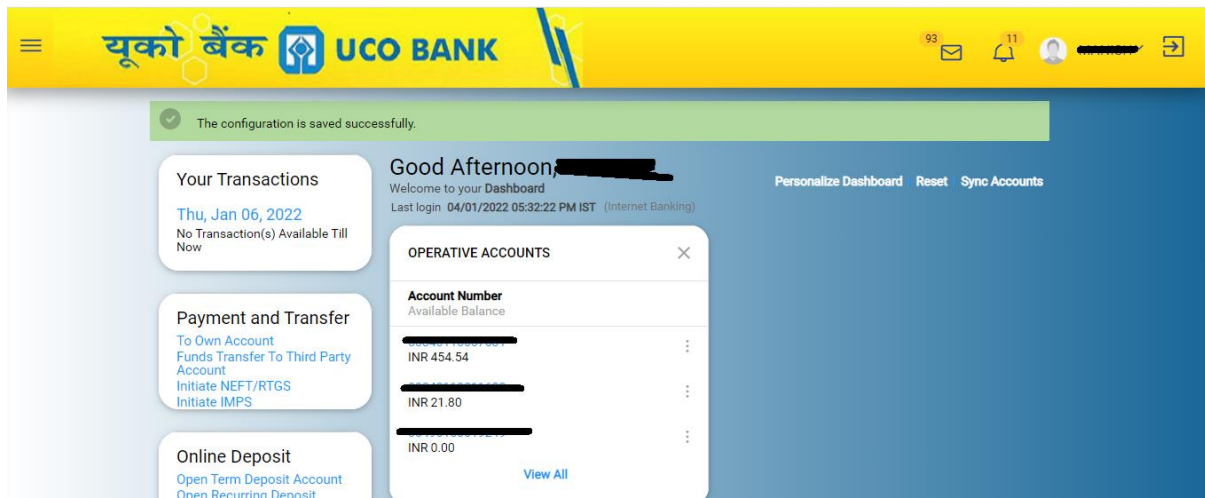 यूको बैंक UCO BANK
93
11
The configuration is saved successfully.
Your Transactions
Thu, Jan 06, 2022
No Transaction(s) Available Till
Now
Payment and Transfer
To Own Account
Funds Transfer To Third Party
Account
Initiate NEFT/RTGS
Initiate IMPS
Online Deposit
Open Term Deposit Account
Open Recurring Deposit
Good Afternoon,
Welcome to your Dashboard
Last login 04/01/2022 05:32:22 PM IST (Internet Banking)
Personalize Dashboard Reset Sync Accounts
OPERATIVE ACCOUNTS
Account Number
Available Balance
INR 454.54
INR 21.80
INR 0.00
View All